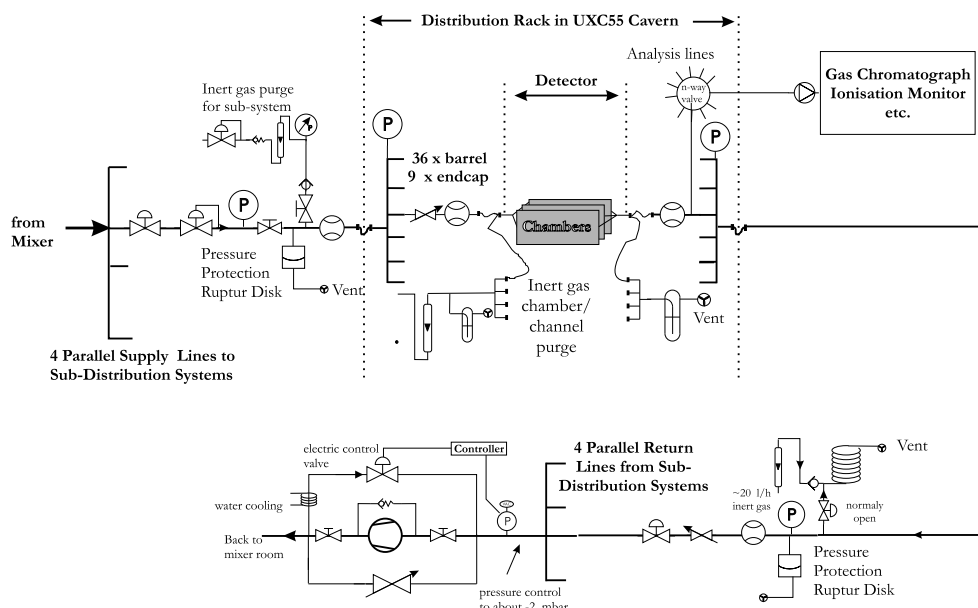 Distribution Rack in UXC55 Cavern
Analysis lines
n-way
valve
Gas Chromatograph
Ionisation Monitor
etc.
Detector
Inert gas purge
for sub-system
P
P
P
36 x barrel
9 x endcap
P
from
Mixer
Chambers
Pressure
Protection
Ruptur Disk
Vent
Inert gas
chamber/
channel
purge
Vent
4 Parallel Supply Lines to
Sub-Distribution Systems
electric control
valve
Controller
4 Parallel Return
Lines from Sub-
Distribution Systems
Vent
water cooling
~20 l/h
inert gas
P
P
normaly
open
Back to
mixer room
Pressure
Protection
Ruptur Disk
pressure control
to about -2 mbar